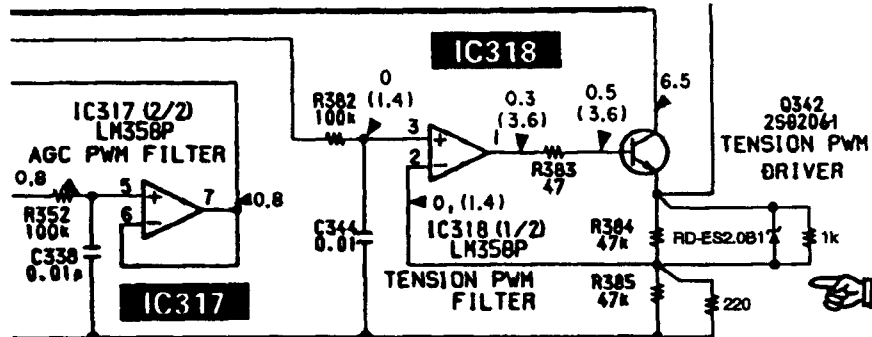 IC318
0
(1.4)
0.3
(3.6)
0.5
(3.6)
6.5
IC317 (2/2)
LM358P
AGC PWM FILTER
R382
100k
3
2
1
R383
47
Q342
2SB2061
TENSION PWM
DRIVER
0.8
5
6
7
0.8
R352
100k
C338
0.01
C344
0.01
0, (1.4)
IC318 (1/2)
LM358P
TENSION PWM
FILTER
R384
47k
RD-ES2.0B1
1k
R385
47k
220
IC317